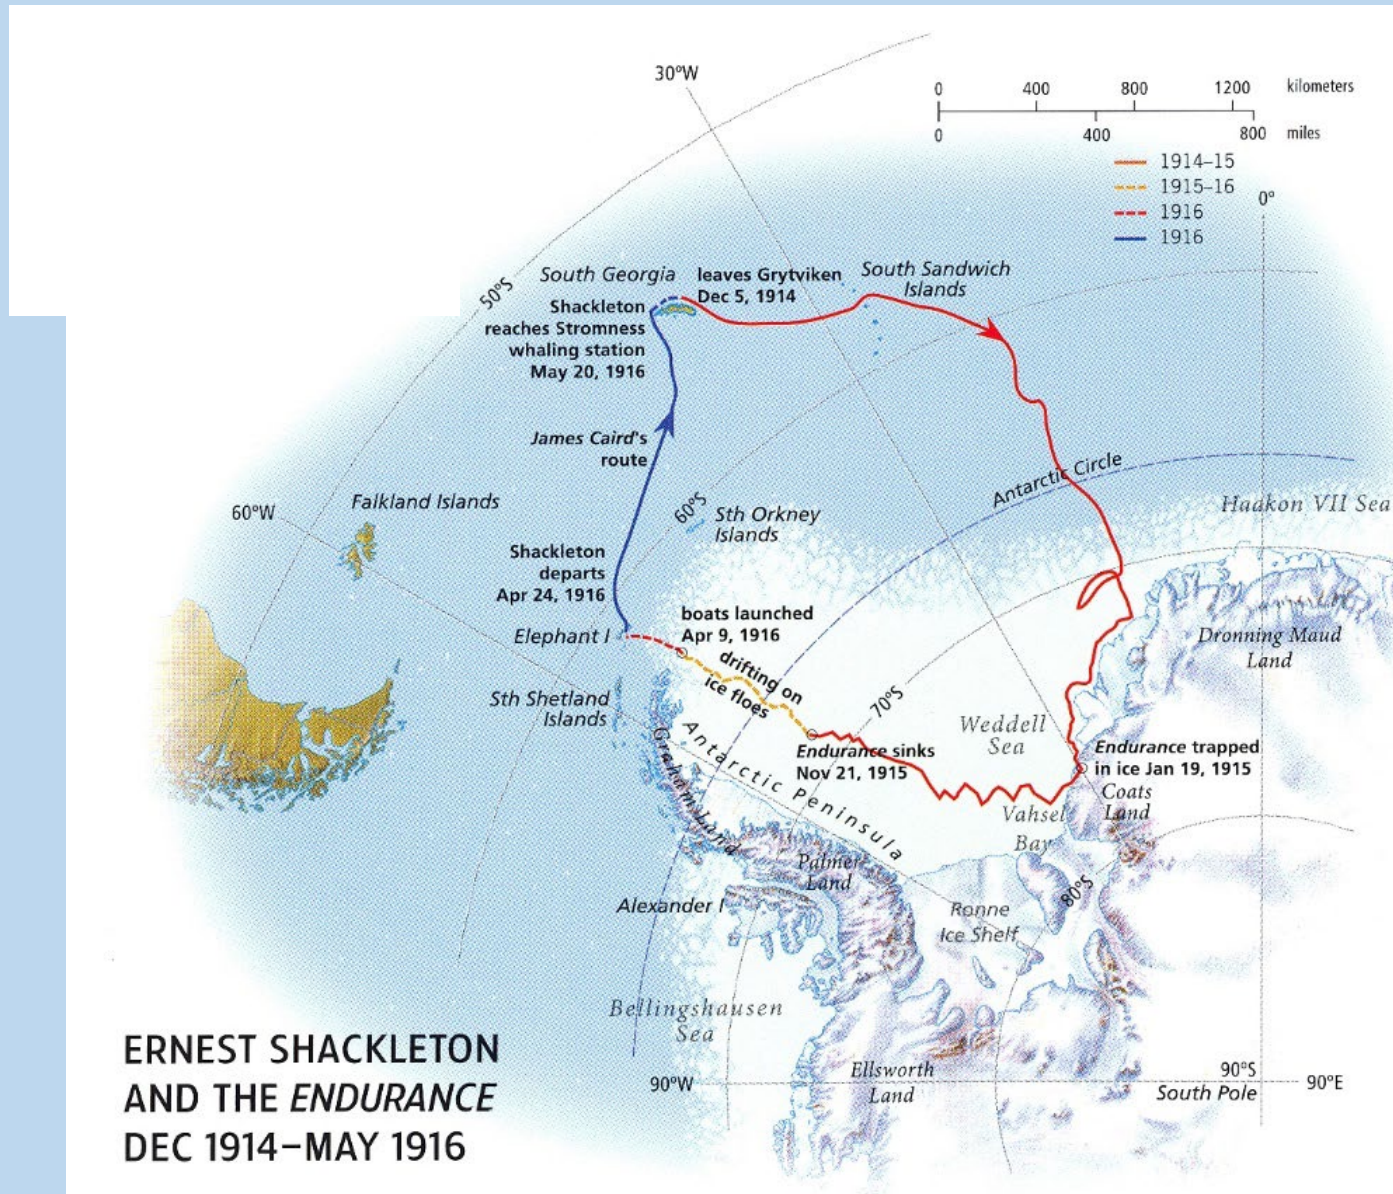 30°W
0 400 800 1200 kilometers
0 400 800 miles
1914–15
1915–16
1916
1916
0°
50°S
South Georgia
leaves Grytviken
Dec 5, 1914
South Sandwich
Islands
Shackleton
reaches Stromness
whaling station
May 20, 1916
James Caird's
route
Antarctic Circle
60°W
Falkland Islands
60°S
Sth Orkney
Islands
Haakon VII Sea
Shackleton
departs
Apr 24, 1916
Elephant I
boats launched
Apr 9, 1916
drifting on
ice floes
Dronning Maud
Land
Sth Shetland
Islands
70°S
Weddell
Sea
Graham Land
Antarctic Peninsula
Endurance sinks
Nov 21, 1915
Endurance trapped
in ice Jan 19, 1915
Coats
Land
Vahsel
Bay
Palmer
Land
80°S
Alexander I
Ronne
Ice Shelf
Bellingshausen
Sea
Ellsworth
Land
90°W
90°S
South Pole
90°E
ERNEST SHACKLETON
AND THE ENDURANCE
DEC 1914–MAY 1916